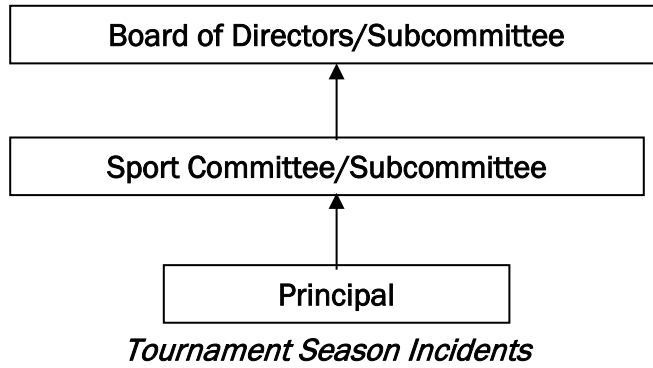 Board of Directors/Subcommittee
Sport Committee/Subcommittee
Principal
Tournament Season Incidents